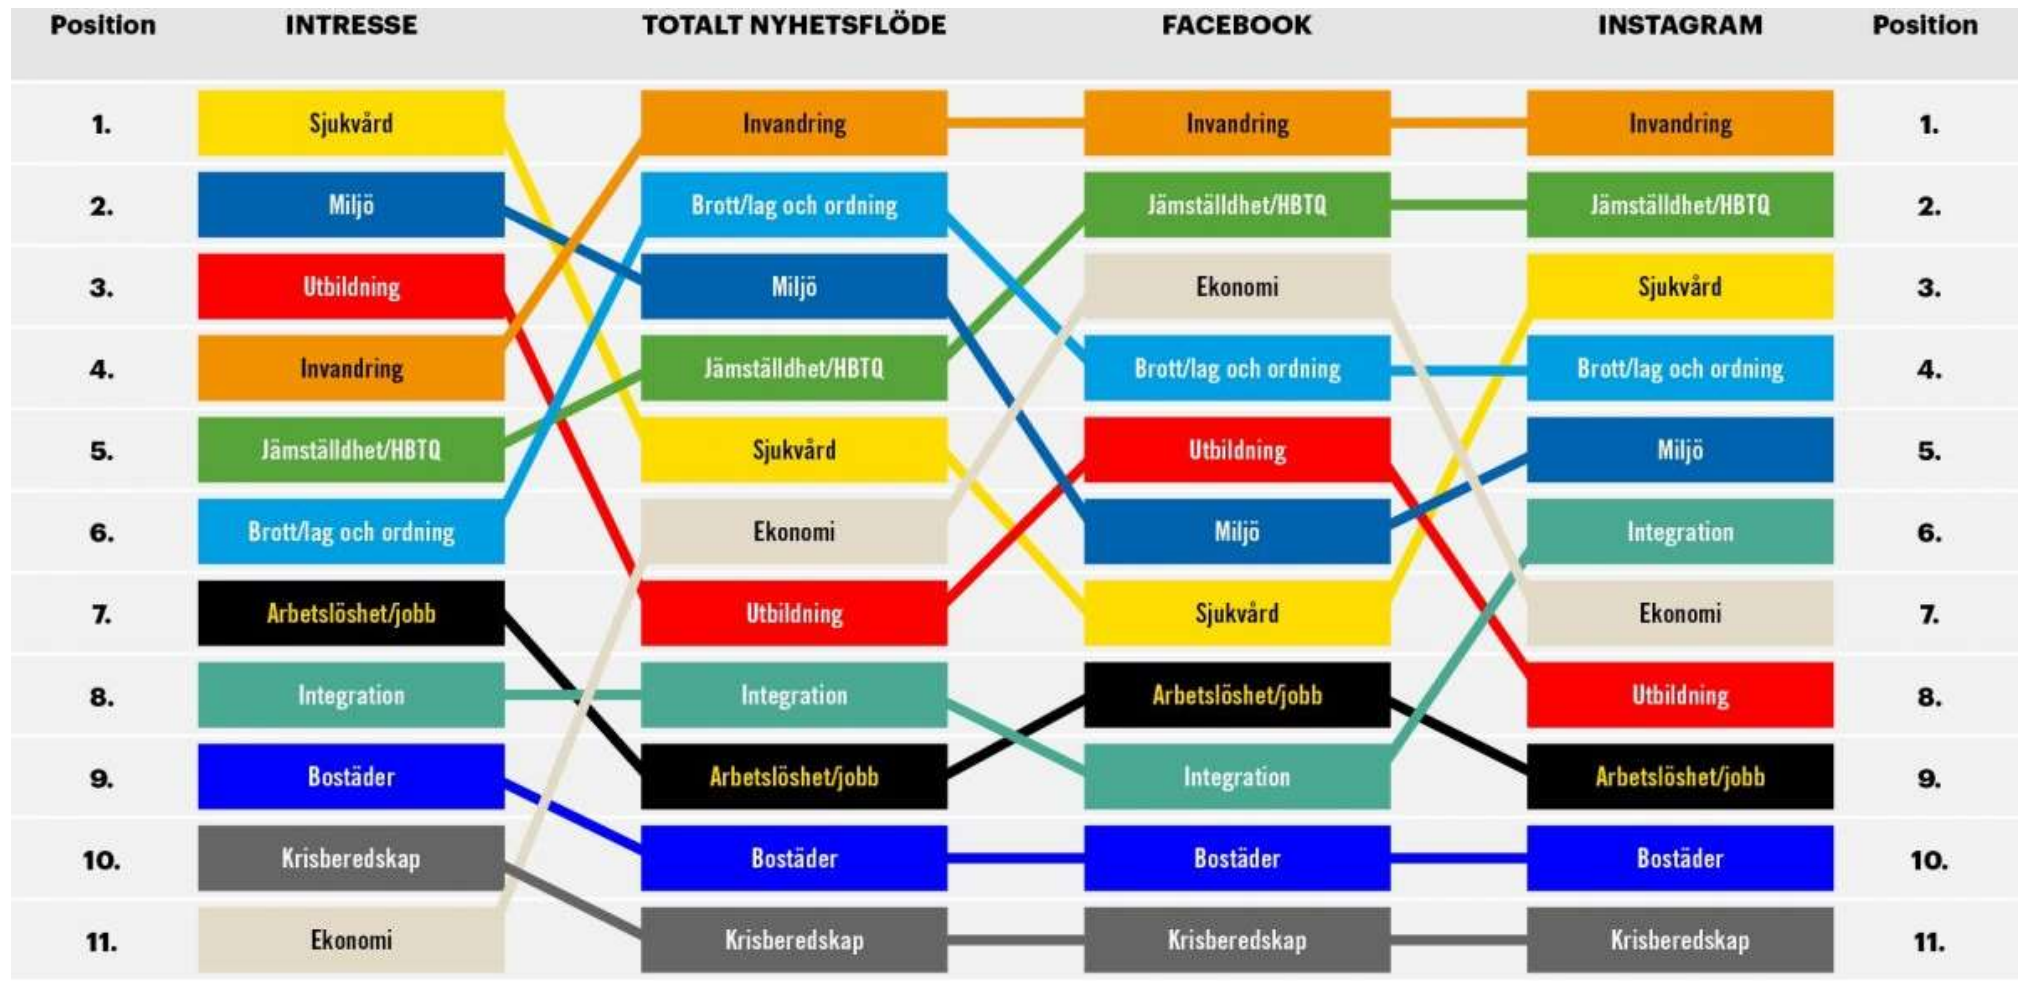 Position INTRESSE TOTALT NYHETSFLÖDE FACEBOOK INSTAGRAM Position
1. Sjukvård Invandring Invandring Invandring 1.
2. Miljö Brott/lag och ordning Jämställdhet/HBTQ Jämställdhet/HBTQ 2.
3. Utbildning Miljö Ekonomi Sjukvård 3.
4. Invandring Jämställdhet/HBTQ Brott/lag och ordning Brott/lag och ordning 4.
5. Jämställdhet/HBTQ Sjukvård Utbildning Miljö 5.
6. Brott/lag och ordning Ekonomi Miljö Integration 6.
7. Arbetslöshet/jobb Utbildning Sjukvård Ekonomi 7.
8. Integration Integration Arbetslöshet/jobb Utbildning 8.
9. Bostäder Arbetslöshet/jobb Integration Arbetslöshet/jobb 9.
10. Krisberedskap Bostäder Bostäder Bostäder 10.
11. Ekonomi Krisberedskap Krisberedskap Krisberedskap 11.